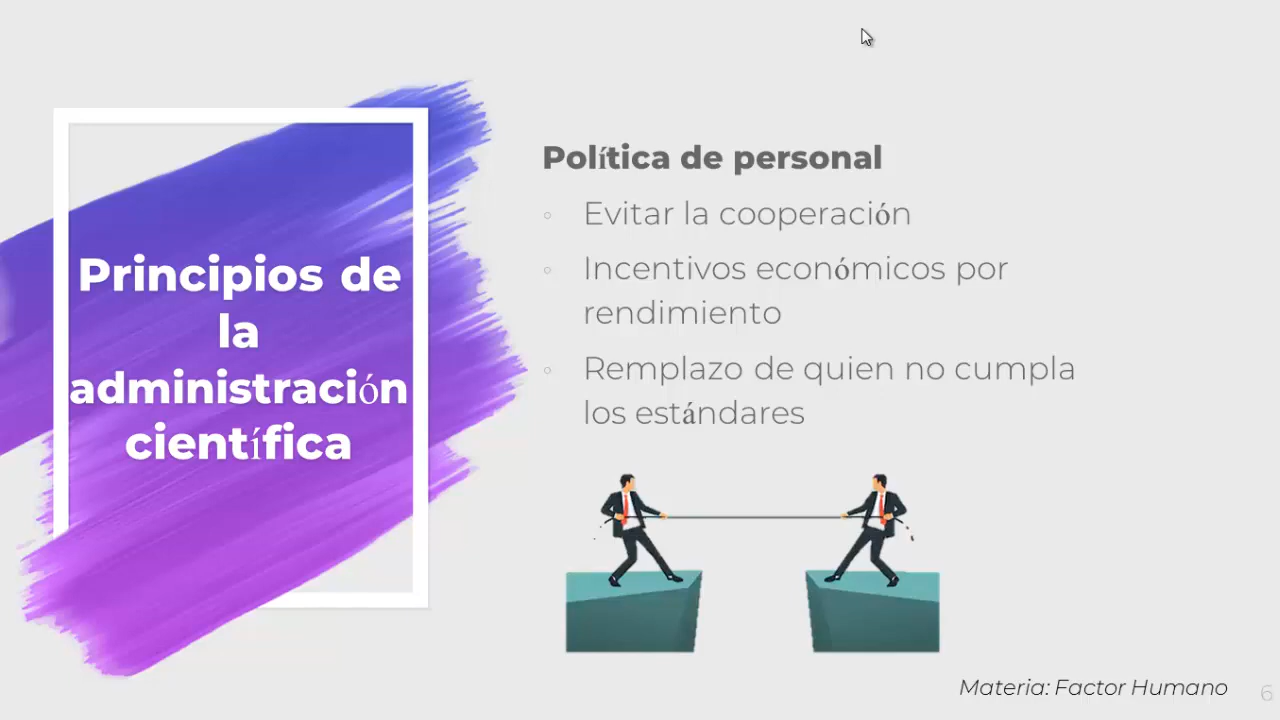 Principios de
la
administración
científica
Política de personal
Evitar la cooperación
Incentivos económicos por
rendimiento
Remplazo de quien no cumpla
los estándares
Materia: Factor Humano
6